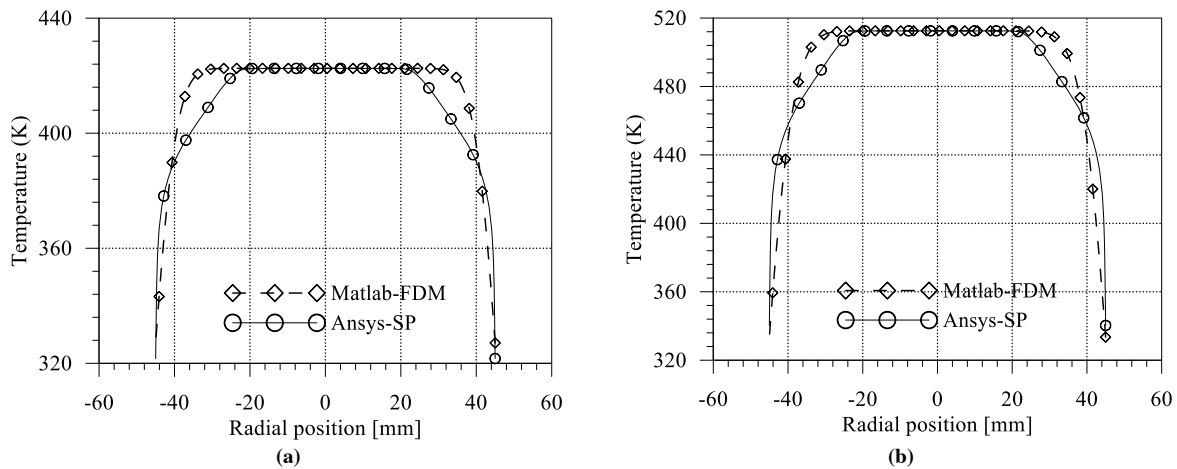 440
400
360
320
Temperature (K)
Matlab-FDM
Ansys-SP
-60 -40 -20 0 20 40 60
Radial position [mm]
(a)
520
480
440
400
360
320
Temperature (K)
Matlab-FDM
Ansys-SP
-60 -40 -20 0 20 40 60
Radial position [mm]
(b)